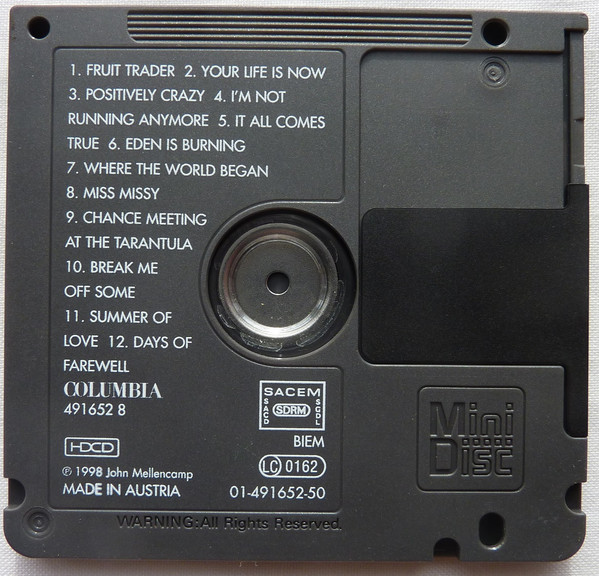 1. FRUIT TRADER 2. YOUR LIFE IS NOW
3. POSITIVELY CRAZY 4. I'M NOT
RUNNING ANYMORE 5. IT ALL COMES
TRUE 6. EDEN IS BURNING
7. WHERE THE WORLD BEGAN
8. MISS MISSY
9. CHANCE MEETING
AT THE TARANTULA
10. BREAK ME
OFF SOME
11. SUMMER OF
LOVE 12. DAYS OF
FAREWELL
COLUMBIA
491652 8
HDCD
℗ 1998 John Mellencamp
MADE IN AUSTRIA
SACEM
SACD
SDRM
SGDL
BIEM
LC 0162
01-491652-50
Mini
Disc
WARNING:All Rights Reserved.